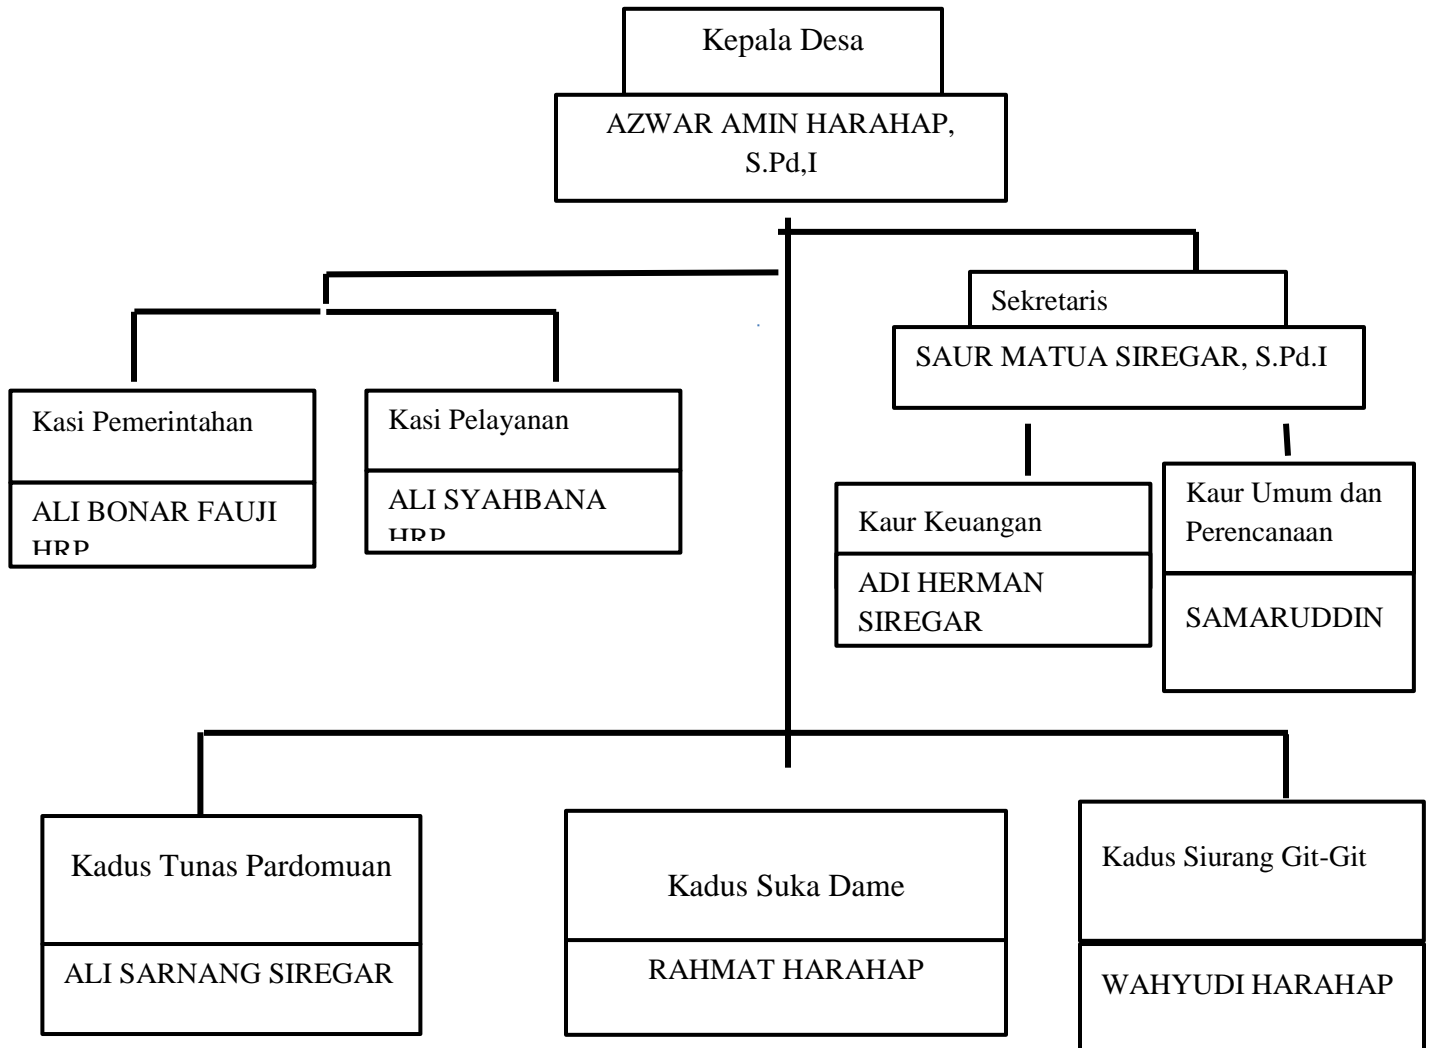 Kepala Desa
AZWAR AMIN HARAHAP,
S.Pd,I
Sekretaris
SAUR MATUA SIREGAR, S.Pd.I
Kasi Pemerintahan
ALI BONAR FAUJI
HRP
Kasi Pelayanan
ALI SYAHBANA
HRP
Kaur Keuangan
ADI HERMAN
SIREGAR
Kaur Umum dan
Perencanaan
SAMARUDDIN
Kadus Tunas Pardomuan
ALI SARNANG SIREGAR
Kadus Suka Dame
RAHMAT HARAHAP
Kadus Siurang Git-Git
WAHYUDI HARAHAP